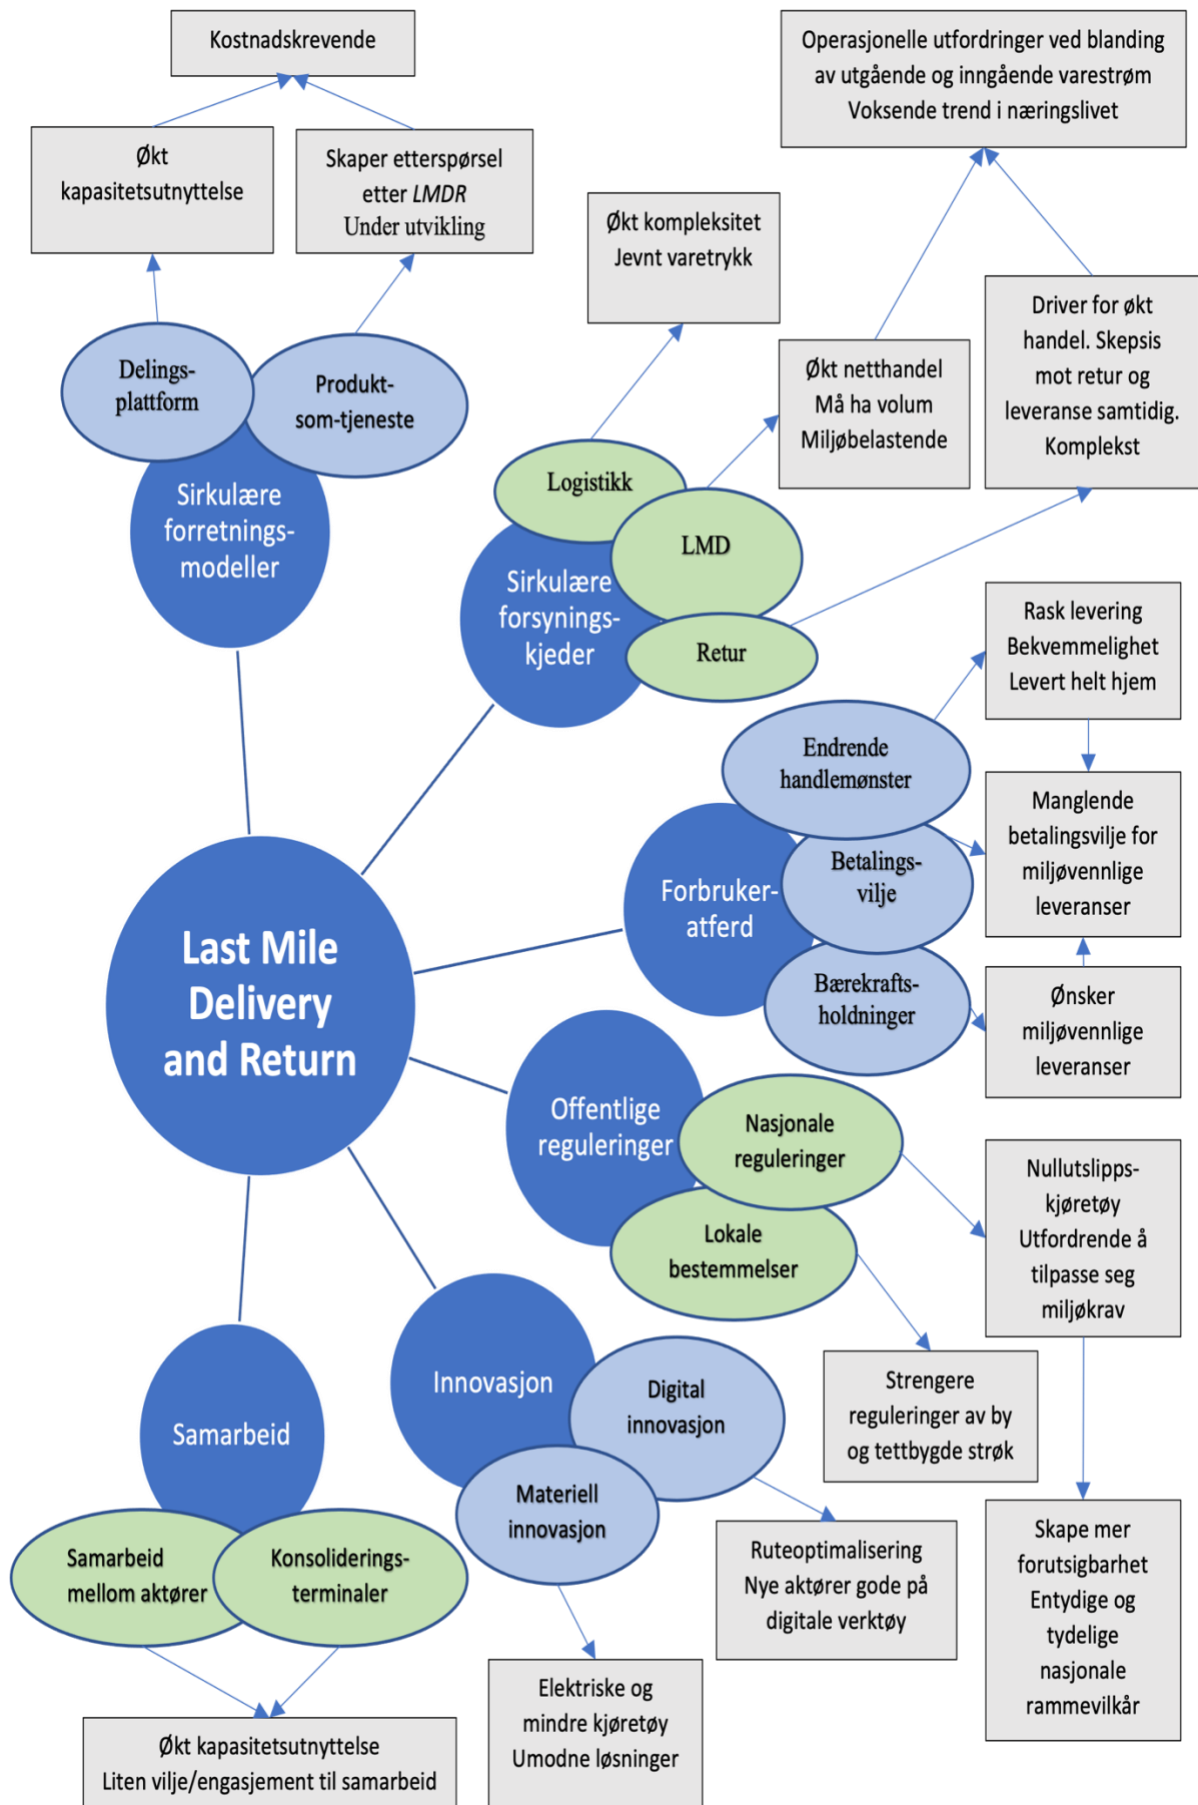 Kostnadskrevende
Økt
kapasitetsutnyttelse
Skaper etterspørsel
etter LMDR
Under utvikling
Delings-
plattform
Produkt-
som-tjeneste
Sirkulære
forretnings-
modeller
Operasjonelle utfordringer ved blanding
av utgående og inngående varestrøm
Voksende trend i næringslivet
Økt kompleksitet
Jevnt varetrykk
Økt netthandel
Må ha volum
Miljøbelastende
Driver for økt
handel. Skepsis
mot retur og
leveranse samtidig.
Komplekst
Logistikk
LMD
Retur
Sirkulære
forsynings-
kjeder
Rask levering
Bekvemmelighet
Levert helt hjem
Endrende
handlemønster
Manglende
betalingsvilje for
miljøvennlige
leveranser
Forbruker-
atferd
Betalings-
vilje
Bærekrafts-
holdninger
Ønsker
miljøvennlige
leveranser
Last Mile
Delivery
and Return
Offentlige
reguleringer
Nasjonale
reguleringer
Lokale
bestemmelser
Nullutslipps-
kjøretøy
Utfordrende å
tilpasse seg
miljøkrav
Strengere
reguleringer av by
og tettbygde strøk
Skape mer
forutsigbarhet
Entydige og
tydelige
nasjonale
rammevilkår
Innovasjon
Digital
innovasjon
Materiell
innovasjon
Ruteoptimalisering
Nye aktører gode på
digitale verktøy
Elektriske og
mindre kjøretøy
Umodne løsninger
Samarbeid
Samarbeid
mellom aktører
Konsoliderings-
terminaler
Økt kapasitetsutnyttelse
Liten vilje/engasjement til samarbeid